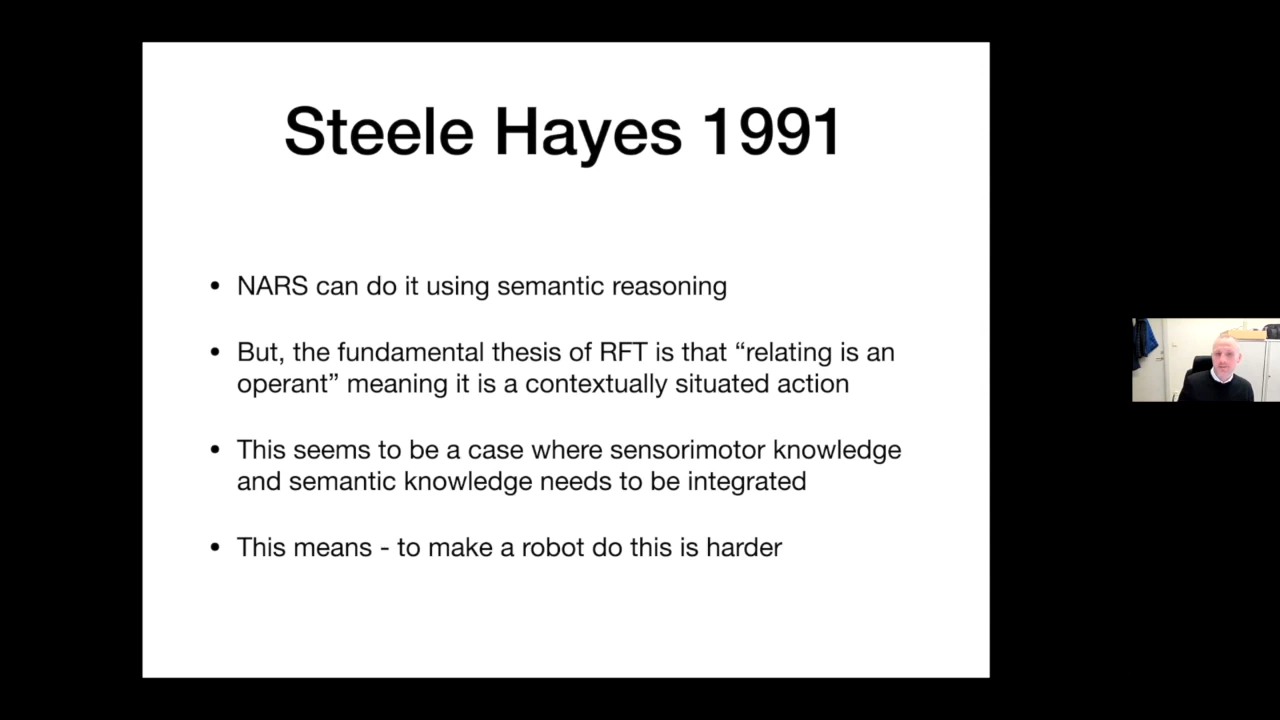 Steele Hayes 1991
• NARS can do it using semantic reasoning
• But, the fundamental thesis of RFT is that “relating is an
operant” meaning it is a contextually situated action
• This seems to be a case where sensorimotor knowledge
and semantic knowledge needs to be integrated
• This means - to make a robot do this is harder